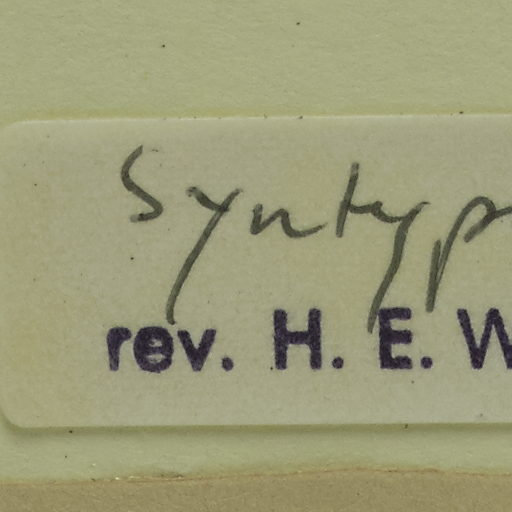 Syntyp
rev. H. E. W